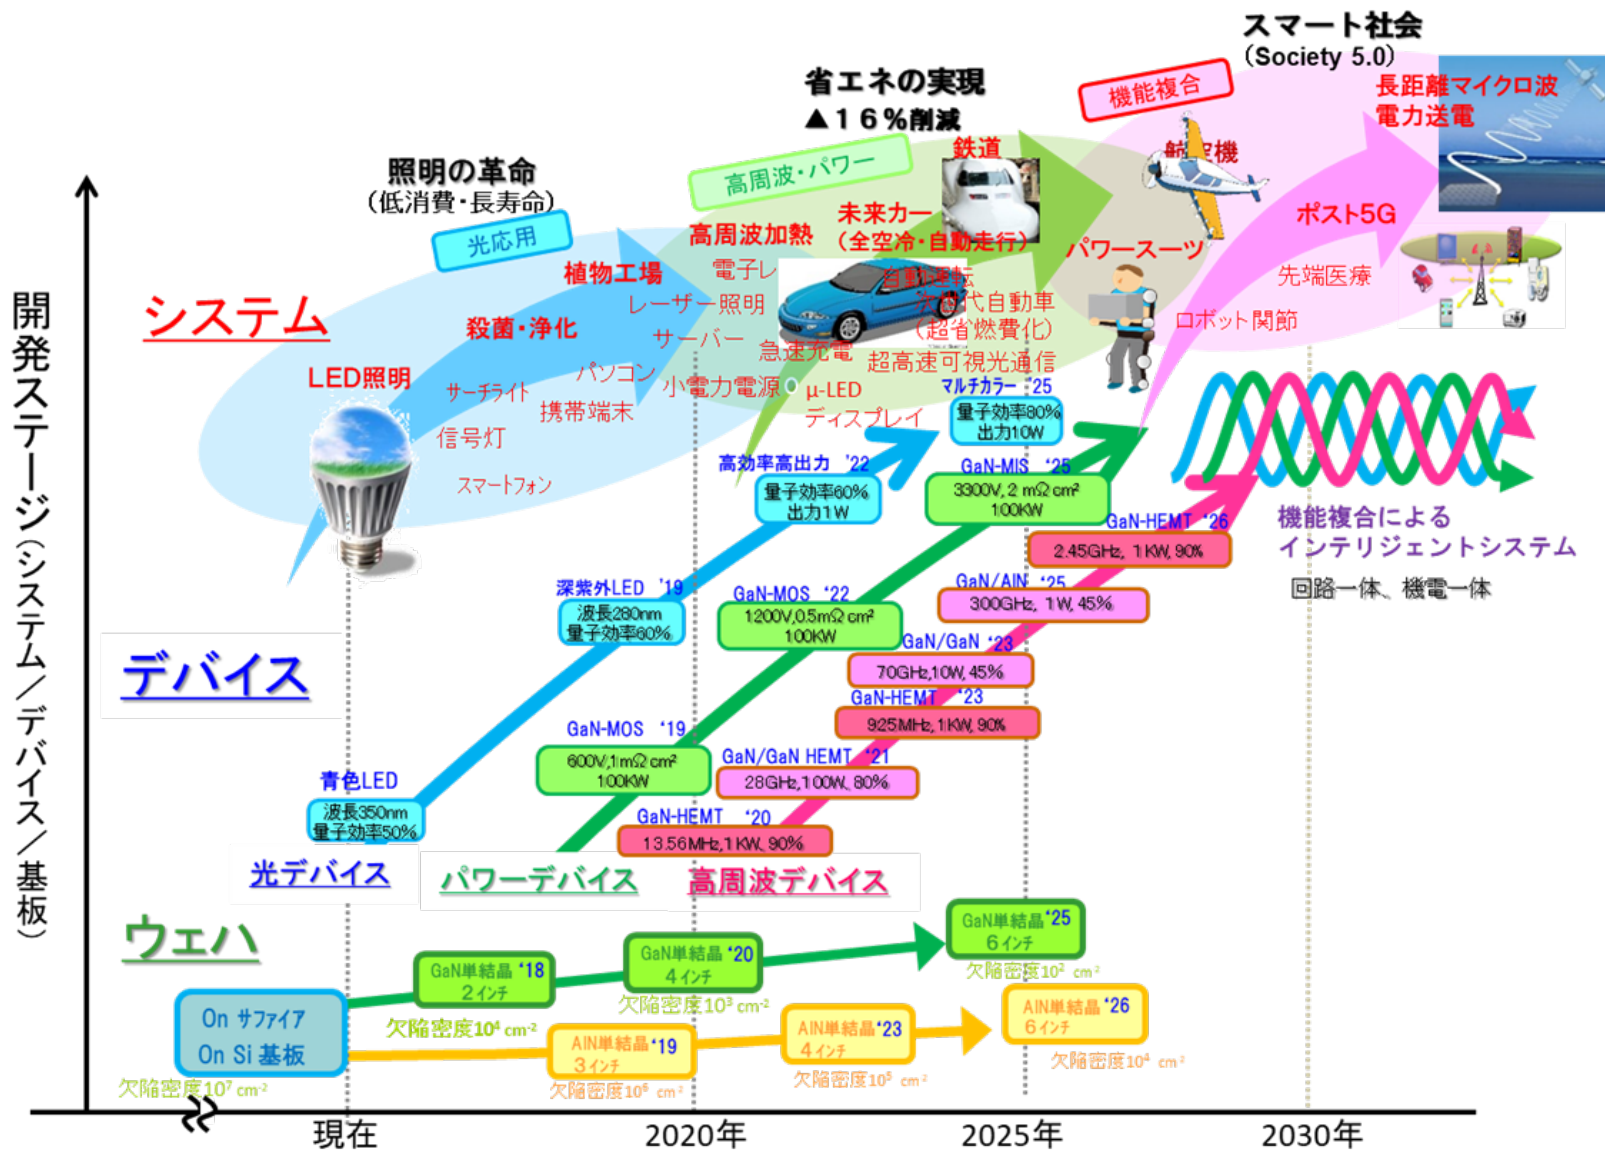 スマート社会
(Society 5.0)
省エネの実現
▲16%削減
機能複合
長距離マイクロ波
電力送電
照明の革命
(低消費・長寿命)
高周波・パワー
鉄道
航空機
光応用
高周波加熱
未来カー
(全空冷・自動走行)
パワースーツ
ポスト5G
植物工場
電子レ
自動運転
先端医療
システム
レーザー照明
次世代自動車
(超省燃費化)
殺菌・浄化
サーバー
急速充電
超高速可視光通信
ロボット関節
LED照明
パソコン
小電力電源
サーチライト
携帯端末
μ-LED
ディスプレイ
信号灯
スマートフォン
マルチカラー '25
量子効率80%
出力10W
高効率高出力 '22
量子効率60%
出力1W
GaN-MIS '25
3300V, 2 mΩ cm²
100KW
GaN-HEMT '26
2.45GHz, 1KW, 90%
機能複合による
インテリジェントシステム
回路一体、機電一体
深紫外LED '19
波長280nm
量子効率60%
GaN-MOS '22
1200V,0.5mΩ cm²
100KW
GaN/AlN '25
300GHz, 1W, 45%
デバイス
GaN/GaN '23
70GHz,10W, 45%
GaN-HEMT '23
925MHz, 1KW, 90%
GaN-MOS '19
600V,1mΩ cm²
100KW
GaN/GaN HEMT '21
28GHz,100W、80%
青色LED
波長350nm
量子効率50%
GaN-HEMT '20
13.56MHz,1KW、90%
光デバイス
パワーデバイス
高周波デバイス
ウェハ
GaN単結晶 '18
2インチ
欠陥密度10⁴ cm⁻²
GaN単結晶 '20
4インチ
欠陥密度10³ cm⁻²
GaN単結晶 '25
6インチ
欠陥密度10² cm⁻²
On サファイア
On Si 基板
欠陥密度10⁷ cm⁻²
AlN単結晶 '19
3インチ
欠陥密度10⁶ cm⁻²
AlN単結晶 '23
4インチ
欠陥密度10⁵ cm⁻²
AlN単結晶 '26
6インチ
欠陥密度10⁴ cm⁻²
開発ステージ(システム/デバイス/基板)
現在
2020年
2025年
2030年